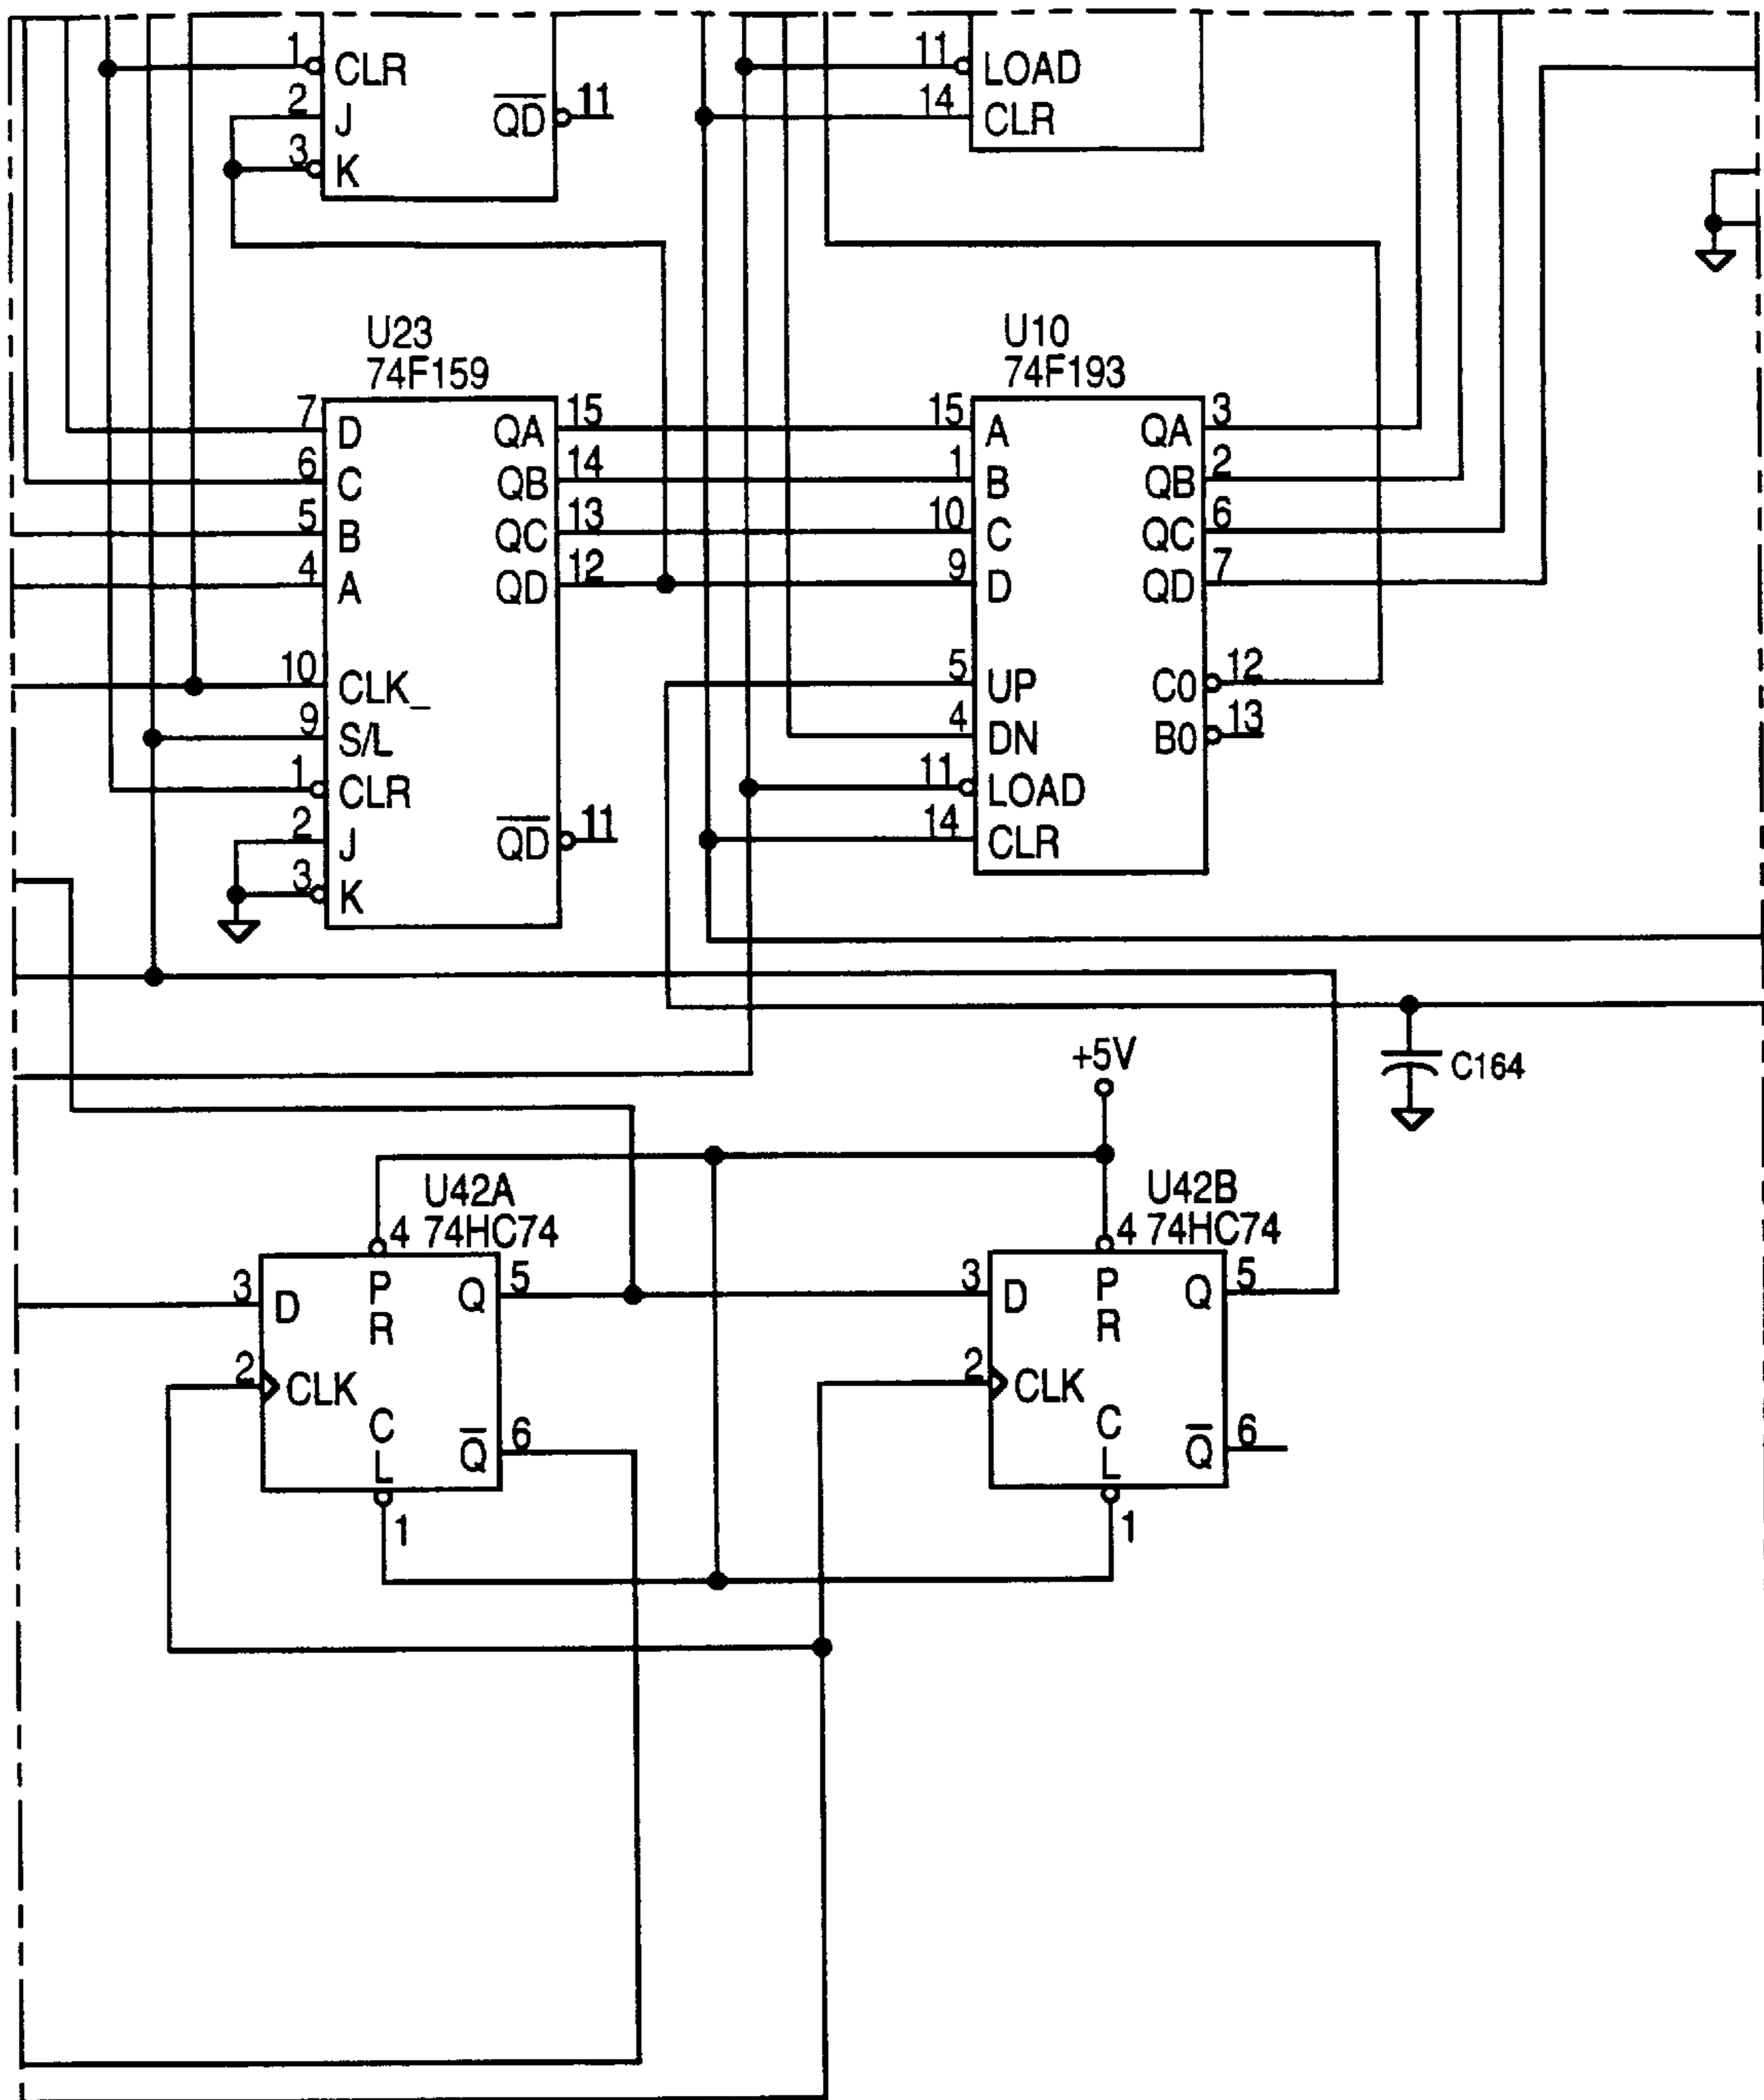 1
CLR
2
J
3
K
QD
11
11
LOAD
14
CLR
U23
74F159
7
D
6
C
5
B
4
A
10
CLK_
9
S/L
1
CLR
2
J
3
K
QA
15
QB
14
QC
13
QD
12
QD
11
U10
74F193
15
A
1
B
10
C
9
D
5
UP
4
DN
11
LOAD
14
CLR
QA
3
QB
2
QC
6
QD
7
C0
12
B0
13
C164
+5V
U42A
74HC74
4
3
D
P
R
Q
5
2
CLK
C
L
Q
6
1
U42B
74HC74
4
3
D
P
R
Q
5
2
CLK
C
L
Q
6
1